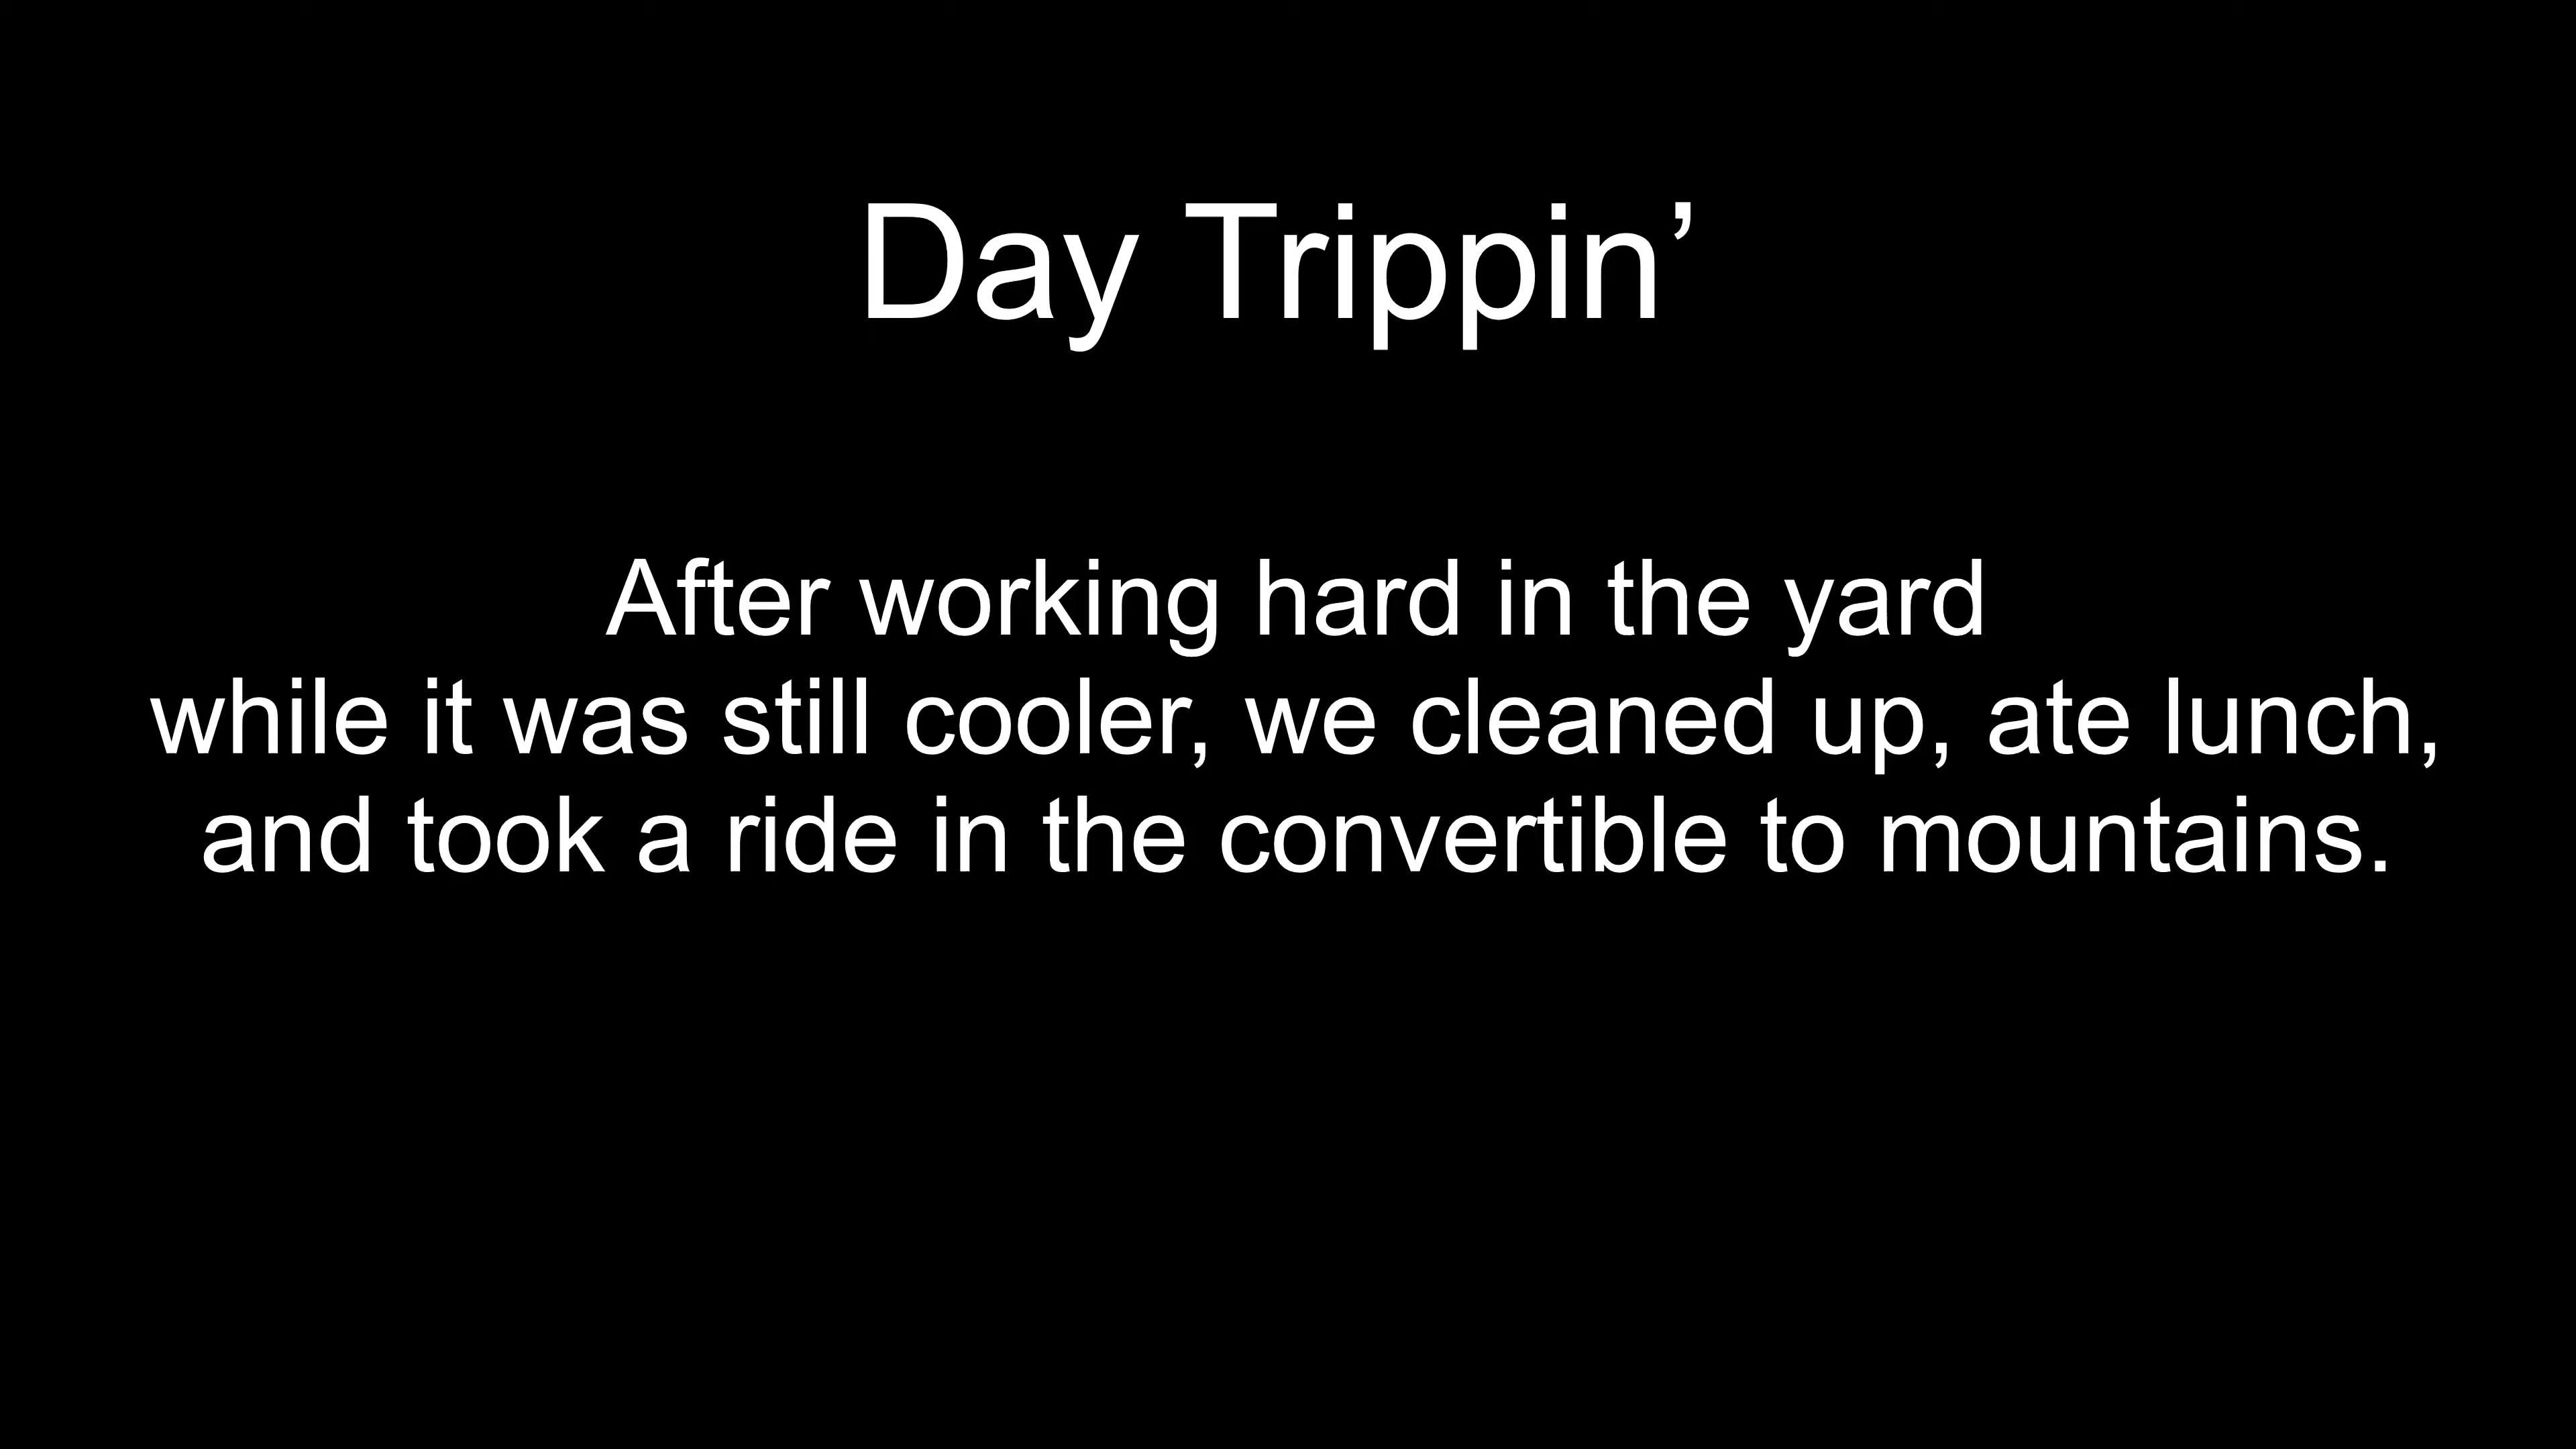 Day Trippin’
After working hard in the yard
while it was still cooler, we cleaned up, ate lunch,
and took a ride in the convertible to mountains.